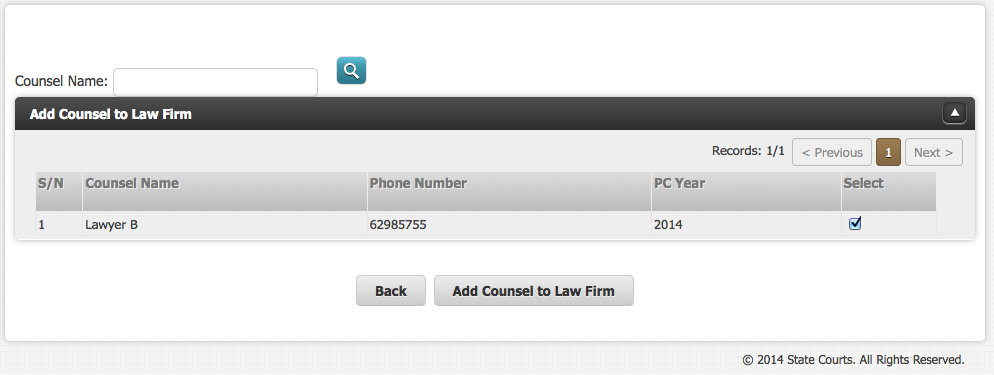 Counsel Name:
Add Counsel to Law Firm
Records: 1/1 < Previous 1 Next >
S/N Counsel Name Phone Number PC Year Select
1 Lawyer B 62985755 2014
Back Add Counsel to Law Firm
© 2014 State Courts. All Rights Reserved.